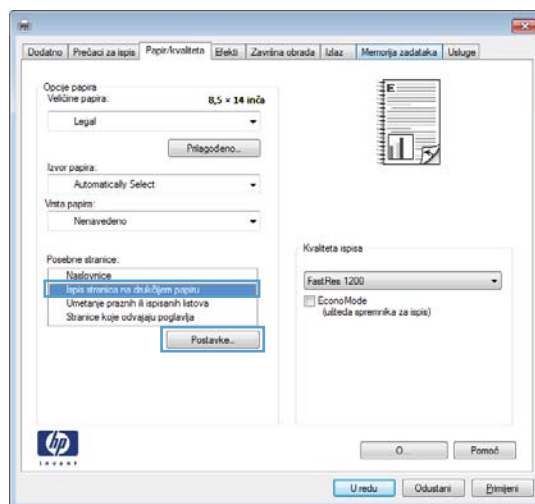 Dodatno Prečaci za ispis Papir/kvaliteta Efekti Završna obrada Izlaz Memorija zadataka Usluge
Opcije papira
Veličine papira: 8,5 × 14 inča
Legal
Prilagođeno...
Izvor papira:
Automatically Select
Vrsta papira:
Nenavedeno
Posebne stranice:
Naslovnice
Ispis stranica na drukčijem papiru
Umetanje praznih ili ispisanih listova
Stranice koje odvajaju poglavlja
Postavke...
E
Kvaliteta ispisa
FastRes 1200
EconoMode
(ušteda spremnika za ispis)
hp
invent
O...
Pomoć
U redu Odustani Primijeni